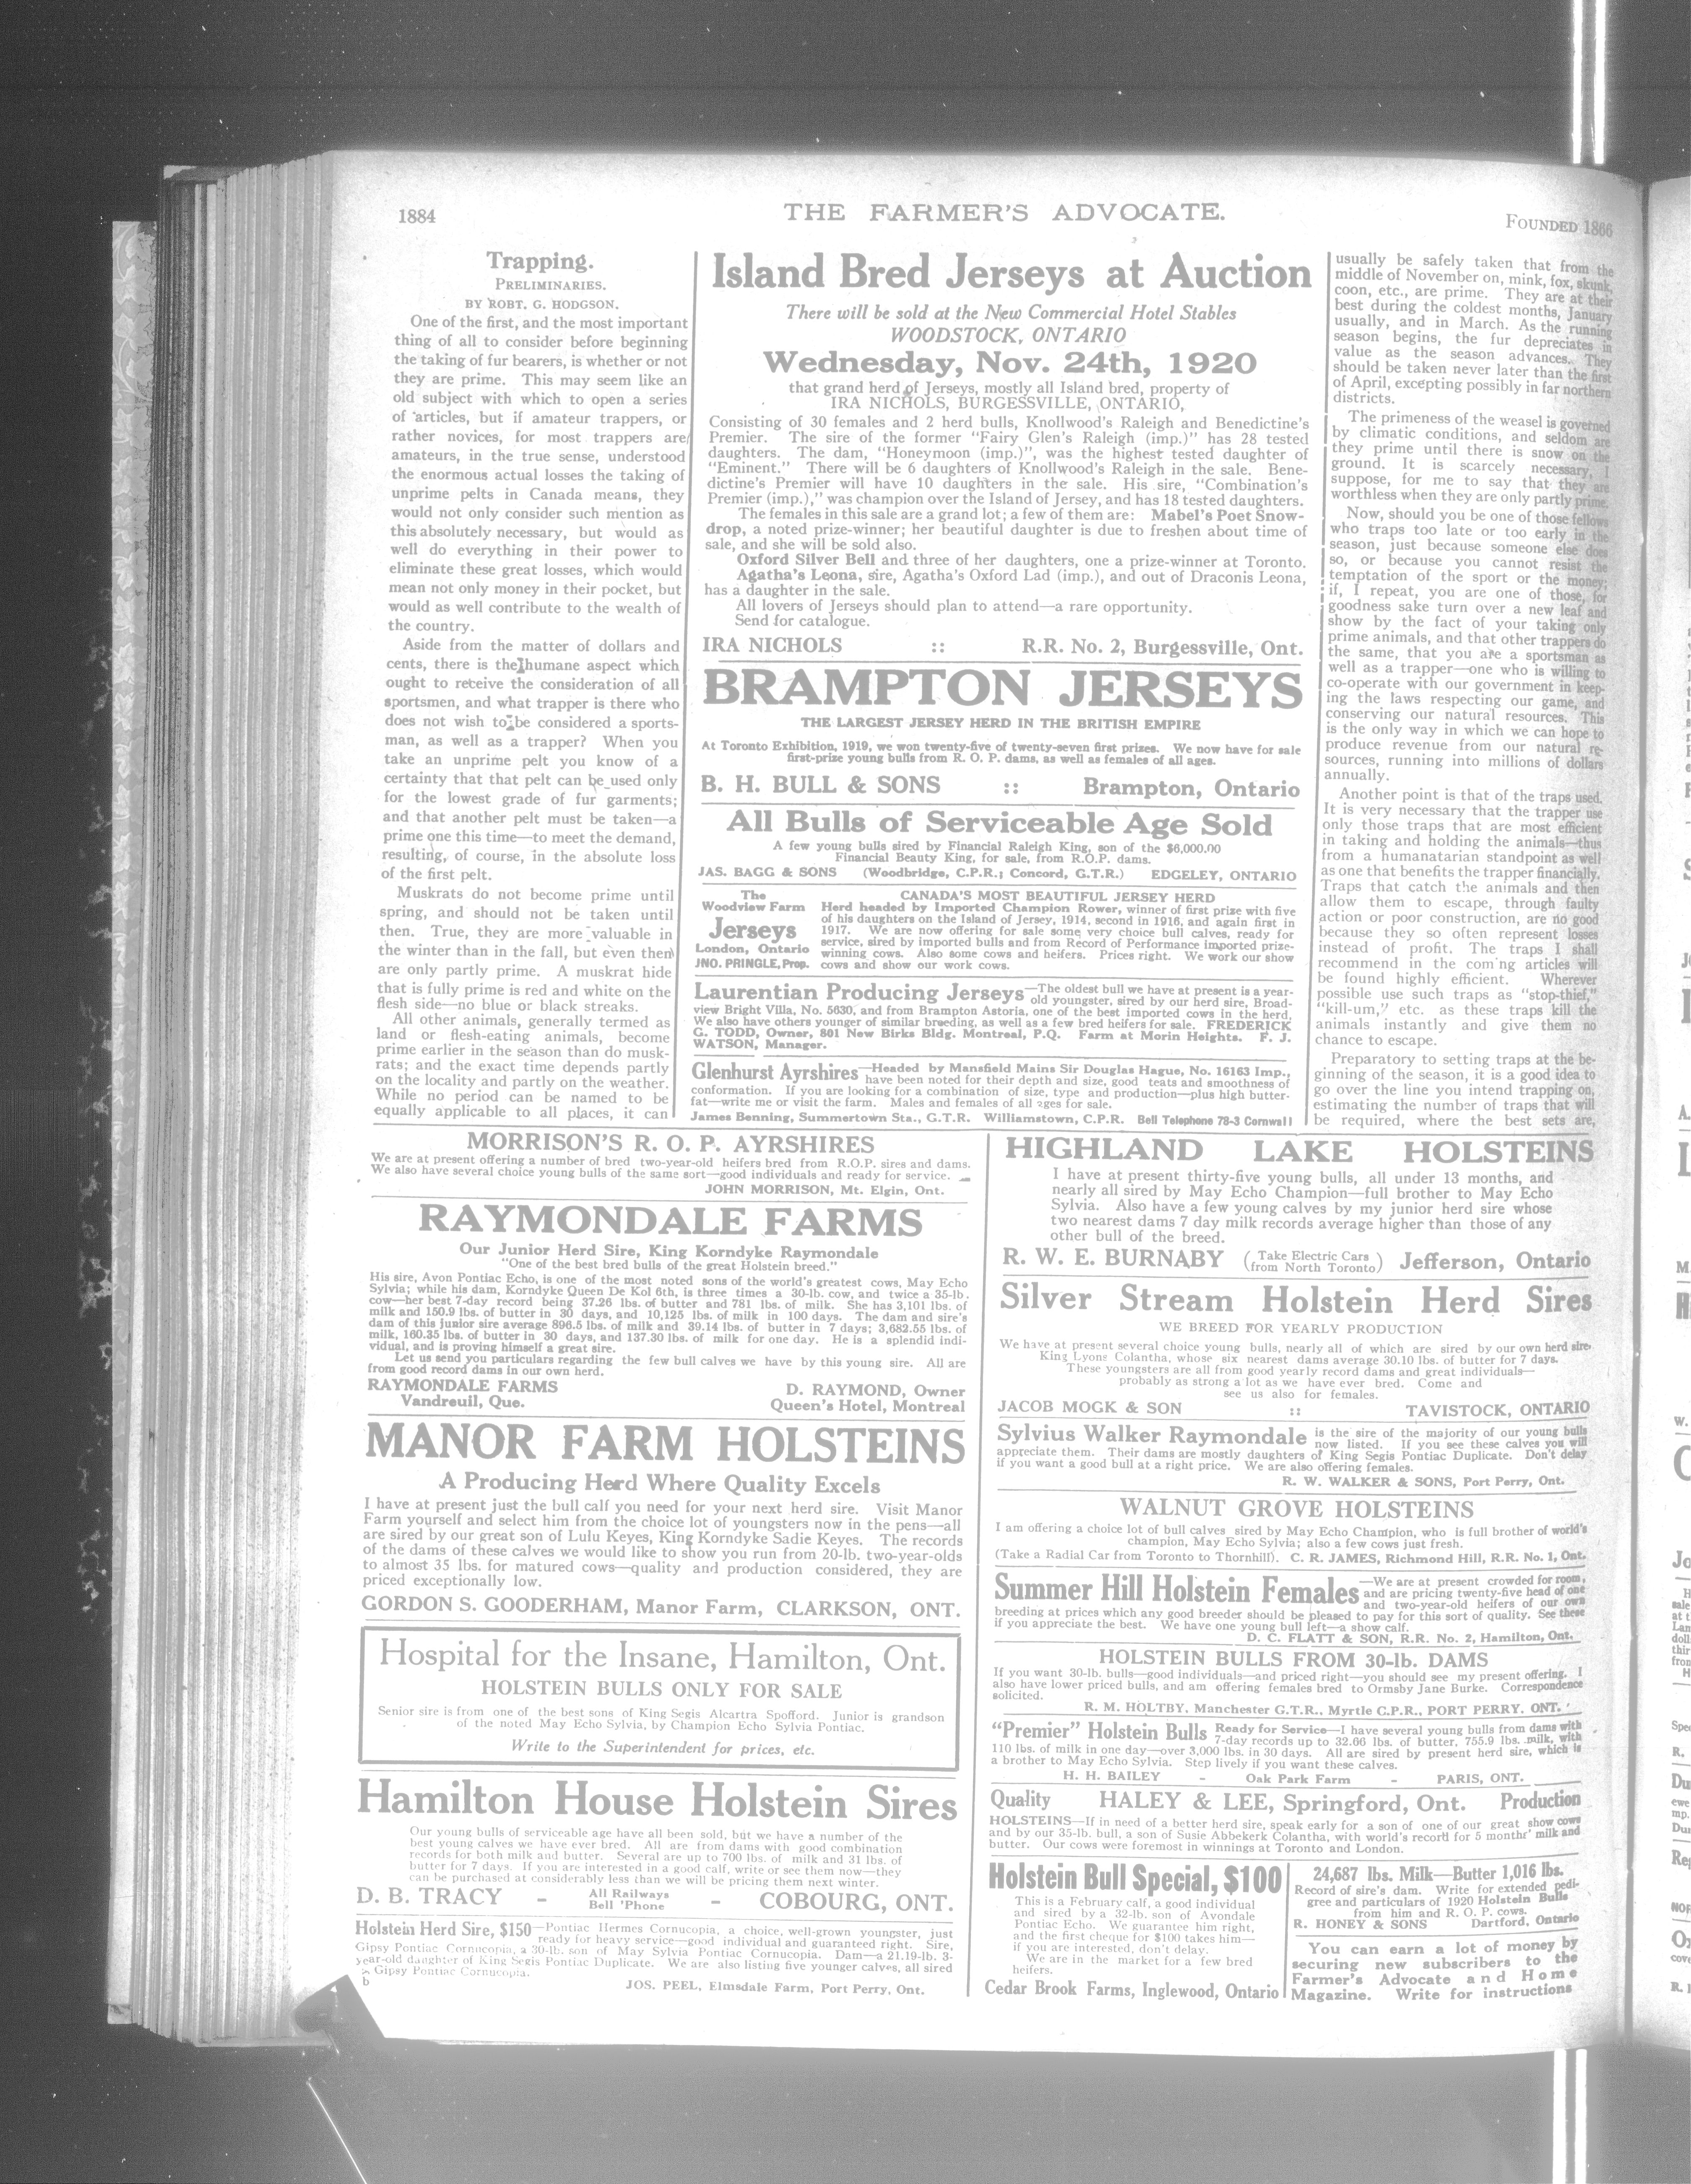 1884
THE FARMER'S ADVOCATE.
FOUNDED 1866
Trapping.
PRELIMINARIES.
BY ROBT. G. HODGSON.
One of the first, and the most important
thing of all to consider before beginning
the taking of fur bearers, is whether or not
they are prime. This may seem like an
old subject with which to open a series
of articles, but if amateur trappers, or
rather novices, for most trappers are
amateurs, in the true sense, understood
the enormous actual losses the taking of
unprime pelts in Canada means, they
would not only consider such mention as
this absolutely necessary, but would as
well do everything in their power to
eliminate these great losses, which would
mean not only money in their pocket, but
would as well contribute to the wealth of
the country.
Aside from the matter of dollars and
cents, there is the humane aspect which
ought to receive the consideration of all
sportsmen, and what trapper is there who
does not wish to be considered a sports-
man, as well as a trapper? When you
take an unprime pelt you know of a
certainty that that pelt can be used only
for the lowest grade of fur garments;
and that another pelt must be taken—a
prime one this time—to meet the demand,
resulting, of course, in the absolute loss
of the first pelt.
Muskrats do not become prime until
spring, and should not be taken until
then. True, they are more valuable in
the winter than in the fall, but even then
are only partly prime. A muskrat hide
that is fully prime is red and white on the
flesh side—no blue or black streaks.
All other animals, generally termed as
land or flesh-eating animals, become
prime earlier in the season than do musk-
rats; and the exact time depends partly
on the locality and partly on the weather.
While no period can be named to be
equally applicable to all places, it can
Island Bred Jerseys at Auction
There will be sold at the New Commercial Hotel Stables
WOODSTOCK, ONTARIO
Wednesday, Nov. 24th, 1920
that grand herd of Jerseys, mostly all Island bred, property of
IRA NICHOLS, BURGESSVILLE, ONTARIO,
Consisting of 30 females and 2 herd bulls, Knollwood's Raleigh and Benedictine's
Premier. The sire of the former "Fairy Glen's Raleigh (imp.)" has 28 tested
daughters. The dam, "Honeymoon (imp.)", was the highest tested daughter of
"Eminent." There will be 6 daughters of Knollwood's Raleigh in the sale. Bene-
dictine's Premier will have 10 daughters in the sale. His sire, "Combination's
Premier (imp.)," was champion over the Island of Jersey, and has 18 tested daughters.
The females in this sale are a grand lot; a few of them are: Mabel's Poet Snow-
drop, a noted prize-winner; her beautiful daughter is due to freshen about time of
sale, and she will be sold also.
Oxford Silver Bell and three of her daughters, one a prize-winner at Toronto.
Agatha's Leona, sire, Agatha's Oxford Lad (imp.), and out of Draconis Leona,
has a daughter in the sale.
All lovers of Jerseys should plan to attend—a rare opportunity.
Send for catalogue.
IRA NICHOLS :: R.R. No. 2, Burgessville, Ont.
BRAMPTON JERSEYS
THE LARGEST JERSEY HERD IN THE BRITISH EMPIRE
At Toronto Exhibition, 1919, we won twenty-five of twenty-seven first prizes. We now have for sale
first-prize young bulls from R. O. P. dams, as well as females of all ages.
B. H. BULL & SONS :: Brampton, Ontario
All Bulls of Serviceable Age Sold
A few young bulls sired by Financial Raleigh King, son of the $6,000.00
Financial Beauty King, for sale, from R.O.P. dams.
JAS. BAGG & SONS (Woodbridge, C.P.R.; Concord, G.T.R.) EDGELEY, ONTARIO
The
Woodview Farm
Jerseys
London, Ontario
JNO. PRINGLE, Prop.
CANADA'S MOST BEAUTIFUL JERSEY HERD
Herd headed by Imported Champion Rower, winner of first prize with five
of his daughters on the Island of Jersey, 1914, second in 1916, and again first in
1917. We are now offering for sale some very choice bull calves, ready for
service, sired by imported bulls and from Record of Performance imported prize-
winning cows. Also some cows and heifers. Prices right. We work our show
cows and show our work cows.
Laurentian Producing Jerseys—The oldest bull we have at present is a year-
old youngster, sired by our herd sire, Broad-
view Bright Villa, No. 5630, and from Brampton Astoria, one of the best imported cows in the herd.
We also have others younger of similar breeding, as well as a few bred heifers for sale. FREDERICK
G. TODD, Owner, 801 New Birks Bldg. Montreal, P.Q. Farm at Morin Heights. F. J.
WATSON, Manager.
Glenhurst Ayrshires—Headed by Mansfield Mains Sir Douglas Hague, No. 16163 Imp.,
have been noted for their depth and size, good teats and smoothness of
conformation. If you are looking for a combination of size, type and production—plus high butter-
fat—write me or visit the farm. Males and females of all ages for sale.
James Benning, Summertown Sta., G.T.R. Williamstown, C.P.R. Bell Telephone 78-3 Cornwall
usually be safely taken that from the
middle of November on, mink, fox, skunk,
coon, etc., are prime. They are at their
best during the coldest months, January
usually, and in March. As the running
season begins, the fur depreciates in
value as the season advances. They
should be taken never later than the first
of April, excepting possibly in far northern
districts.
The primeness of the weasel is governed
by climatic conditions, and seldom are
they prime until there is snow on the
ground. It is scarcely necessary, I
suppose, for me to say that they are
worthless when they are only partly prime.
Now, should you be one of those fellows
who traps too late or too early in the
season, just because someone else does
so, or because you cannot resist the
temptation of the sport or the money;
if, I repeat, you are one of those, for
goodness sake turn over a new leaf and
show by the fact of your taking only
prime animals, and that other trappers do
the same, that you are a sportsman as
well as a trapper—one who is willing to
co-operate with our government in keep-
ing the laws respecting our game, and
conserving our natural resources. This
is the only way in which we can hope to
produce revenue from our natural re-
sources, running into millions of dollars
annually.
Another point is that of the traps used.
It is very necessary that the trapper use
only those traps that are most efficient
in taking and holding the animals—thus
from a humanatarian standpoint as well
as one that benefits the trapper financially.
Traps that catch the animals and then
allow them to escape, through faulty
action or poor construction, are no good
because they so often represent losses
instead of profit. The traps I shall
recommend in the com'ng articles will
be found highly efficient. Wherever
possible use such traps as "stop-thief,"
"kill-um," etc. as these traps kill the
animals instantly and give them no
chance to escape.
Preparatory to setting traps at the be-
ginning of the season, it is a good idea to
go over the line you intend trapping on,
estimating the number of traps that will
be required, where the best sets are,
MORRISON'S R. O. P. AYRSHIRES
We are at present offering a number of bred two-year-old heifers bred from R.O.P. sires and dams.
We also have several choice young bulls of the same sort—good individuals and ready for service.
JOHN MORRISON, Mt. Elgin, Ont.
RAYMONDALE FARMS
Our Junior Herd Sire, King Korndyke Raymondale
"One of the best bred bulls of the great Holstein breed."
His sire, Avon Pontiac Echo, is one of the most noted sons of the world's greatest cows, May Echo
Sylvia; while his dam, Korndyke Queen De Kol 6th, is three times a 30-lb. cow, and twice a 35-lb.
cow—her best 7-day record being 37.26 lbs. of butter and 781 lbs. of milk. She has 3,101 lbs. of
milk and 150.9 lbs. of butter in 30 days, and 10,125 lbs. of milk in 100 days. The dam and sire's
dam of this junior sire average 896.5 lbs. of milk and 39.14 lbs. of butter in 7 days; 3,682.55 lbs. of
milk, 160.35 lbs. of butter in 30 days, and 137.30 lbs. of milk for one day. He is a splendid indi-
vidual, and is proving himself a great sire.
Let us send you particulars regarding the few bull calves we have by this young sire. All are
from good record dams in our own herd.
RAYMONDALE FARMS D. RAYMOND, Owner
Vandreuil, Que. Queen's Hotel, Montreal
MANOR FARM HOLSTEINS
A Producing Herd Where Quality Excels
I have at present just the bull calf you need for your next herd sire. Visit Manor
Farm yourself and select him from the choice lot of youngsters now in the pens—all
are sired by our great son of Lulu Keyes, King Korndyke Sadie Keyes. The records
of the dams of these calves we would like to show you run from 20-lb. two-year-olds
to almost 35 lbs. for matured cows—quality and production considered, they are
priced exceptionally low.
GORDON S. GOODERHAM, Manor Farm, CLARKSON, ONT.
Hospital for the Insane, Hamilton, Ont.
HOLSTEIN BULLS ONLY FOR SALE
Senior sire is from one of the best sons of King Segis Alcartra Spofford. Junior is grandson
of the noted May Echo Sylvia, by Champion Echo Sylvia Pontiac.
Write to the Superintendent for prices, etc.
Hamilton House Holstein Sires
Our young bulls of serviceable age have all been sold, but we have a number of the
best young calves we have ever bred. All are from dams with good combination
records for both milk and butter. Several are up to 700 lbs. of milk and 31 lbs. of
butter for 7 days. If you are interested in a good calf, write or see them now—they
can be purchased at considerably less than we will be pricing them next winter.
D. B. TRACY - All Railways
Bell 'Phone - COBOURG, ONT.
Holstein Herd Sire, $150—Pontiac Hermes Cornucopia, a choice, well-grown youngster, just
ready for heavy service—good individual and guaranteed right. Sire,
Gipsy Pontiac Cornucopia, a 30-lb. son of May Sylvia Pontiac Cornucopia. Dam—a 21.19-lb. 3-
year-old daughter of King Segis Pontiac Duplicate. We are also listing five younger calves, all sired
b Gipsy Pontiac Cornucopia.
JOS. PEEL, Elmsdale Farm, Port Perry, Ont.
HIGHLAND LAKE HOLSTEINS
I have at present thirty-five young bulls, all under 13 months, and
nearly all sired by May Echo Champion—full brother to May Echo
Sylvia. Also have a few young calves by my junior herd sire whose
two nearest dams 7 day milk records average higher than those of any
other bull of the breed.
R. W. E. BURNABY (Take Electric Cars
from North Toronto) Jefferson, Ontario
Silver Stream Holstein Herd Sires
WE BREED FOR YEARLY PRODUCTION
We have at present several choice young bulls, nearly all of which are sired by our own herd sire
King Lyons Colantha, whose six nearest dams average 30.10 lbs. of butter for 7 days.
These youngsters are all from good yearly record dams and great individuals—
probably as strong a lot as we have ever bred. Come and
see us also for females.
JACOB MOGK & SON :: TAVISTOCK, ONTARIO
Sylvius Walker Raymondale is the sire of the majority of our young bulls
now listed. If you see these calves you will
appreciate them. Their dams are mostly daughters of King Segis Pontiac Duplicate. Don't delay
if you want a good bull at a right price. We are also offering females.
R. W. WALKER & SONS, Port Perry, Ont.
WALNUT GROVE HOLSTEINS
I am offering a choice lot of bull calves sired by May Echo Champion, who is full brother of world's
champion, May Echo Sylvia; also a few cows just fresh.
(Take a Radial Car from Toronto to Thornhill). C. R. JAMES, Richmond Hill, R.R. No. 1, Ont.
Summer Hill Holstein Females—We are at present crowded for room,
and are pricing twenty-five head of one
and two-year-old heifers of our own
breeding at prices which any good breeder should be pleased to pay for this sort of quality. See these
if you appreciate the best. We have one young bull left—a show calf.
D. C. FLATT & SON, R.R. No. 2, Hamilton, Ont.
HOLSTEIN BULLS FROM 30-lb. DAMS
If you want 30-lb. bulls—good individuals—and priced right—you should see my present offering. I
also have lower priced bulls, and am offering females bred to Ormsby Jane Burke. Correspondence
solicited.
R. M. HOLTBY, Manchester G.T.R., Myrtle C.P.R., PORT PERRY, ONT.
"Premier" Holstein Bulls Ready for Service—I have several young bulls from dams with
7-day records up to 32.66 lbs. of butter, 755.9 lbs. milk, with
110 lbs. of milk in one day—over 3,000 lbs. in 30 days. All are sired by present herd sire, which is
a brother to May Echo Sylvia. Step lively if you want these calves.
H. H. BAILEY - Oak Park Farm - PARIS, ONT.
Quality HALEY & LEE, Springford, Ont. Production
HOLSTEINS—If in need of a better herd sire, speak early for a son of one of our great show cows
and by our 35-lb. bull, a son of Susie Abbekerk Colantha, with world's record for 5 months' milk and
butter. Our cows were foremost in winnings at Toronto and London.
Holstein Bull Special, $100
This is a February calf, a good individual
and sired by a 32-lb. son of Avondale
Pontiac Echo. We guarantee him right,
and the first cheque for $100 takes him—
if you are interested, don't delay.
We are in the market for a few bred
heifers.
Cedar Brook Farms, Inglewood, Ontario
24,687 lbs. Milk—Butter 1,016 lbs.
Record of sire's dam. Write for extended pedi-
gree and particulars of 1920 Holstein Bulls
from him and R. O. P. cows.
R. HONEY & SONS Dartford, Ontario
You can earn a lot of money by
securing new subscribers to the
Farmer's Advocate and Home
Magazine. Write for instructions